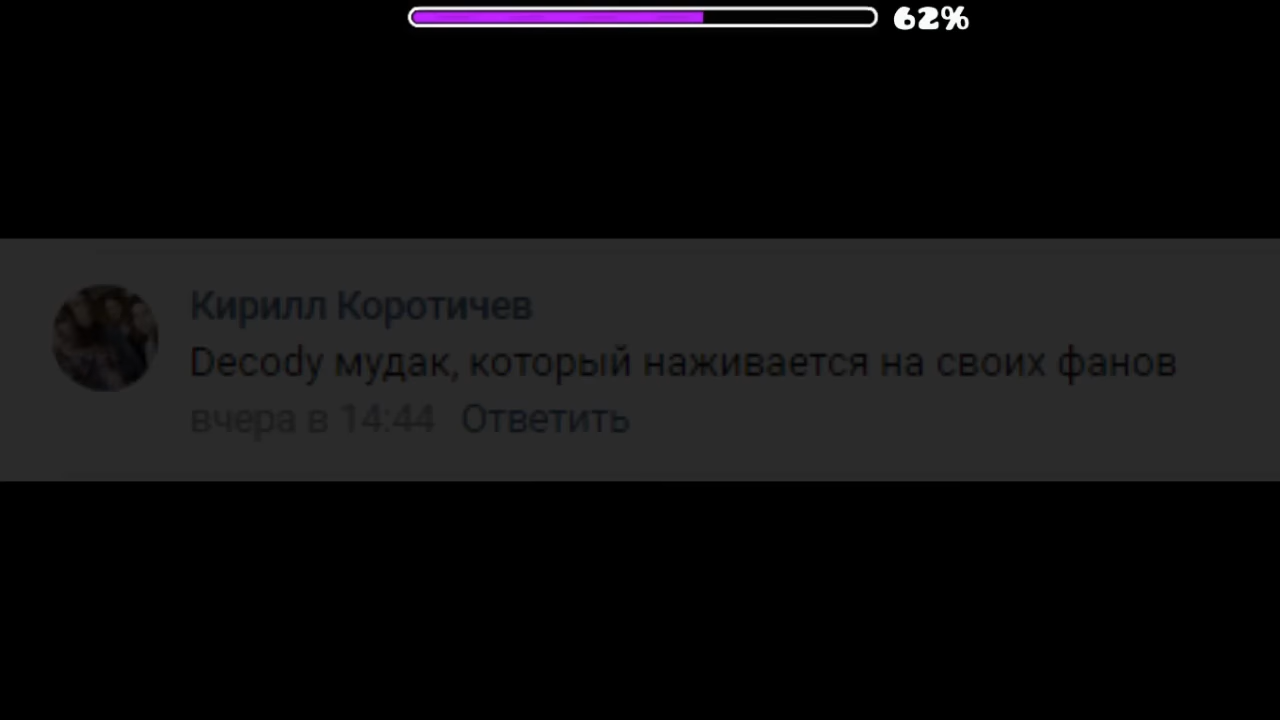 62%
Кирилл Коротичев
Decody мудак, который наживается на своих фанов
вчера в 14:44 Ответить